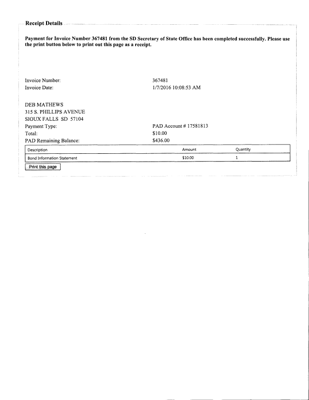 Receipt Details
Payment for Invoice Number 367481 from the SD Secretary of State Office has been completed successfully. Please use
the print button below to print out this page as a receipt.
Invoice Number: 367481
Invoice Date: 1/7/2016 10:08:53 AM
DEB MATHEWS
315 S. PHILLIPS AVENUE
SIOUX FALLS SD 57104
Payment Type: PAD Account # 17581813
Total: $10.00
PAD Remaining Balance: $436.00
Description Amount Quantity
Bond Information Statement $10.00 1
Print this page